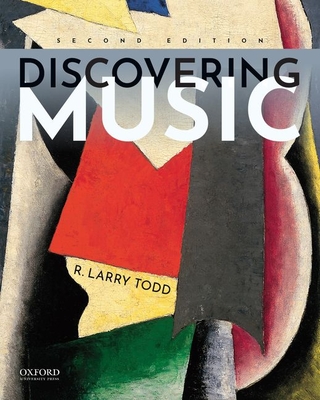 SECOND EDITION
DISCOVERING
MUSIC
R. LARRY TODD
OXFORD
UNIVERSITY PRESS